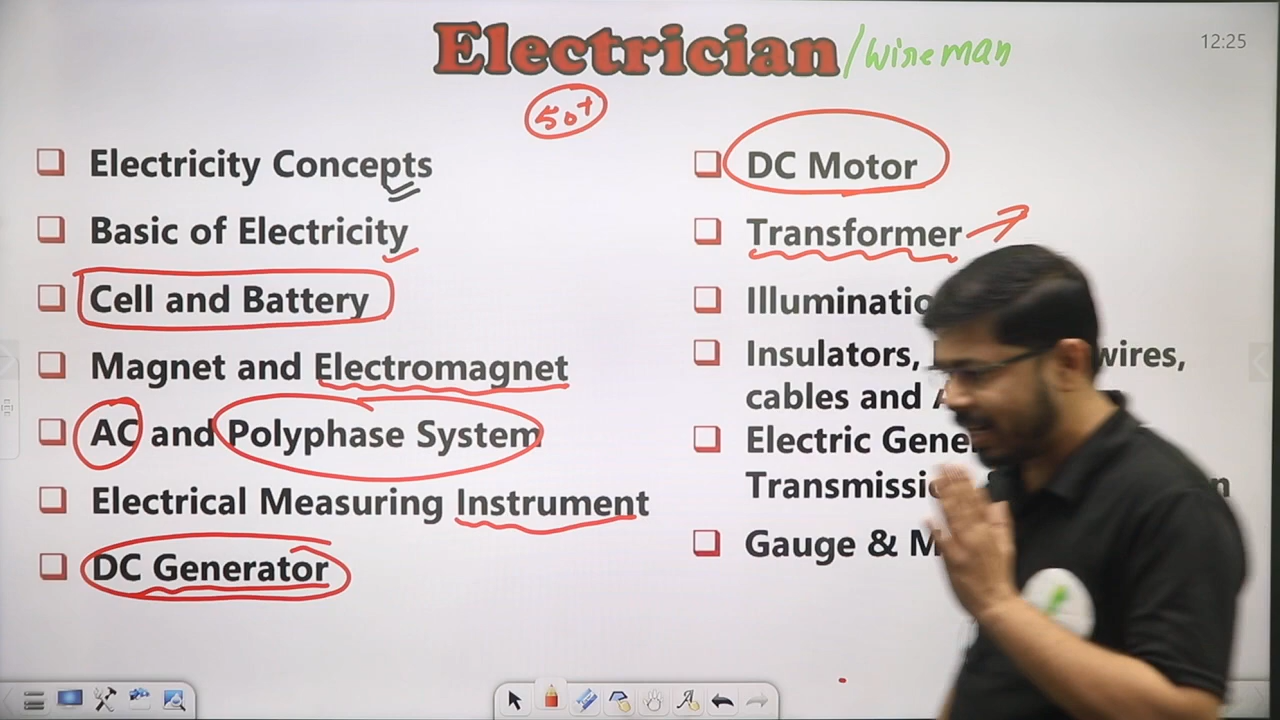 Electrician /wireman
12:25
50+
Electricity Concepts
Basic of Electricity
Cell and Battery
Magnet and Electromagnet
AC and Polyphase System
Electrical Measuring Instrument
DC Generator
DC Motor
Transformer
Illuminatio
Insulators, wires,
cables and A
Electric Gene
Transmissi n
Gauge & M